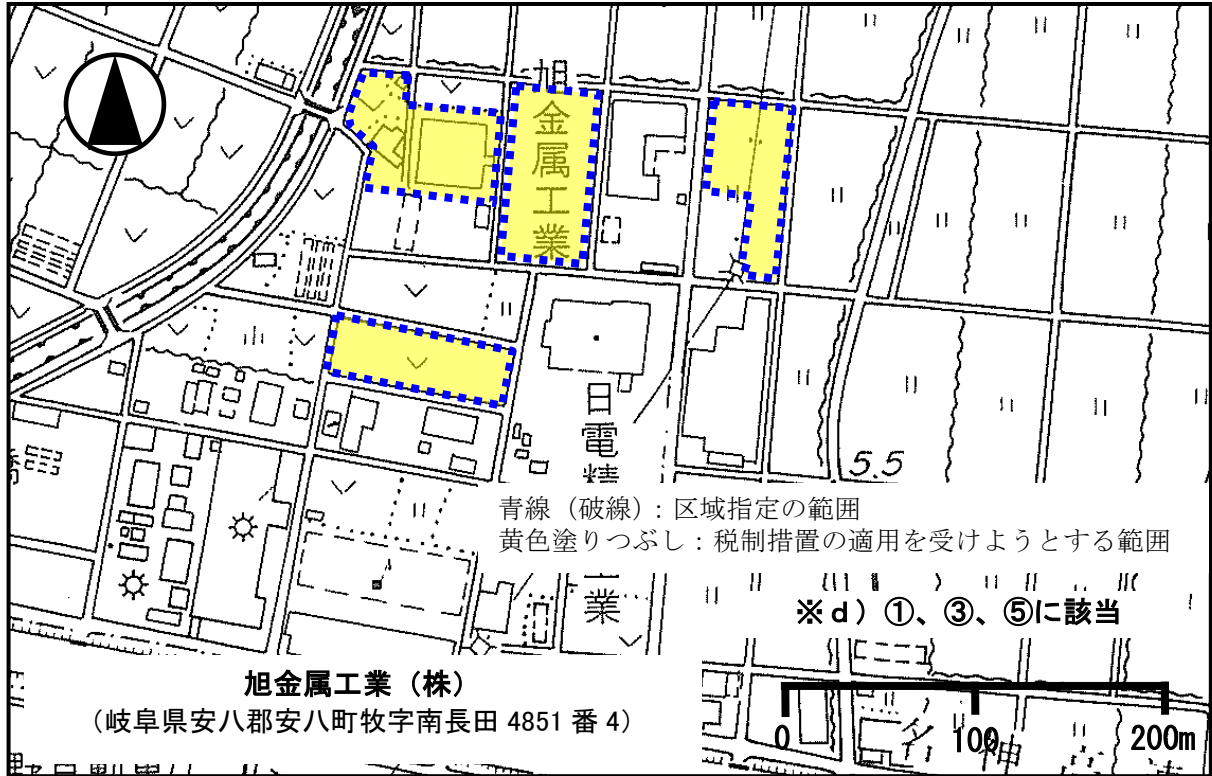 旭金属工業
日電精
業
5.5
青線（破線）：区域指定の範囲
黄色塗りつぶし：税制措置の適用を受けようとする範囲
※ｄ）①、③、⑤に該当
旭金属工業（株）
（岐阜県安八郡安八町牧字南長田 4851 番 4）
0 100 200m